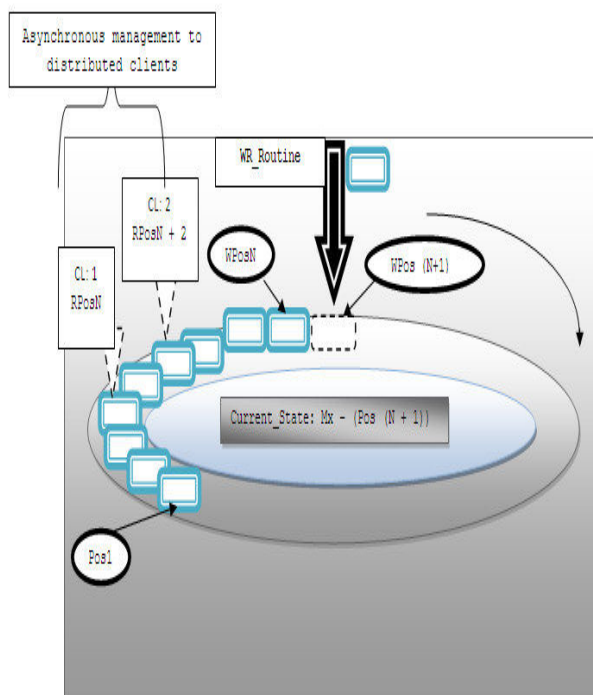 Asynchronous management to
distributed clients
WR_Routine
CL:2
RPosN + 2
WPosN
WPos (N+1)
CL:1
RPosN
Current_State: Mx - (Pos (N + 1))
Pos1